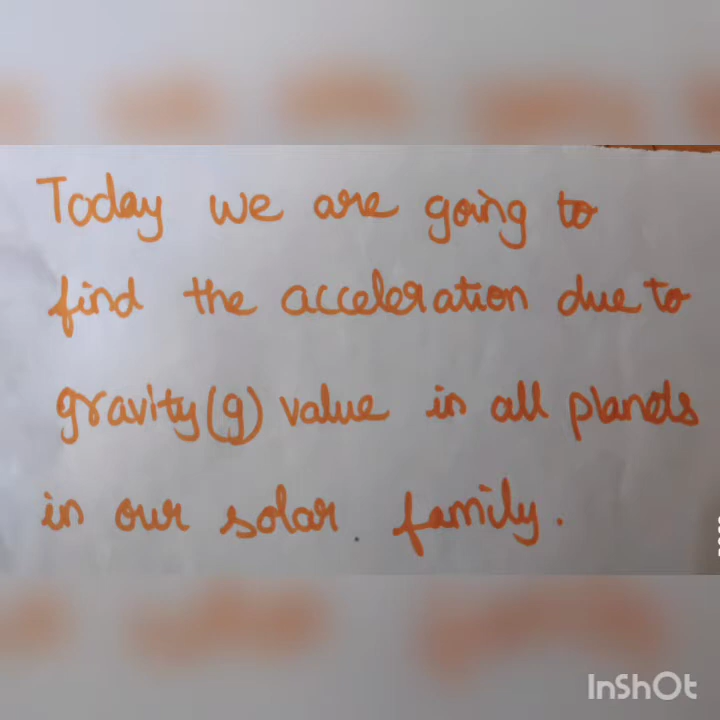 Today we are going to
find the acceleration due to
gravity(g) value in all planets
in our solar family.
InShOt